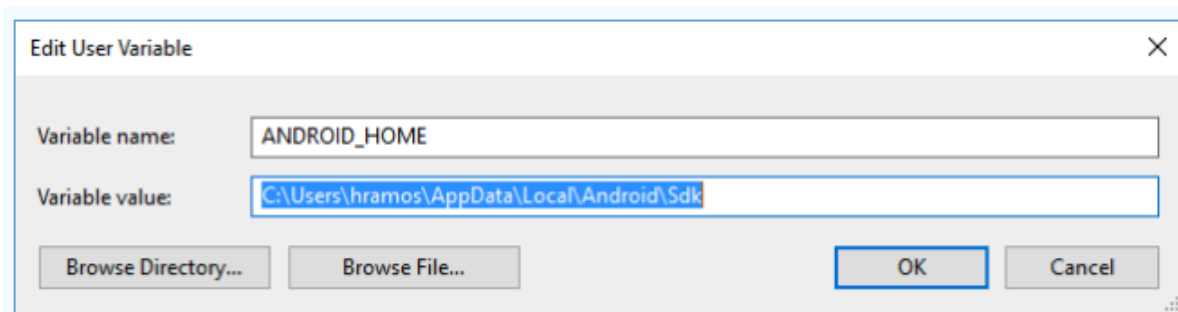 Edit User Variable
Variable name: ANDROID_HOME
Variable value: C:\Users\hramos\AppData\Local\Android\Sdk
Browse Directory... Browse File... OK Cancel